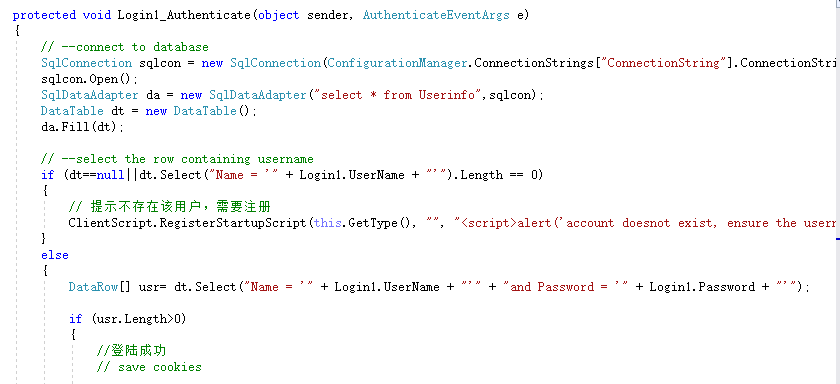 protected void Login1_Authenticate(object sender, AuthenticateEventArgs e)
{
// --connect to database
SqlConnection sqlcon = new SqlConnection(ConfigurationManager.ConnectionStrings["ConnectionString"].ConnectionStri
sqlcon.Open();
SqlDataAdapter da = new SqlDataAdapter("select * from Userinfo",sqlcon);
DataTable dt = new DataTable();
da.Fill(dt);
// --select the row containing username
if (dt==null||dt.Select("Name = '" + Login1.UserName + "'").Length == 0)
{
// 提示不存在该用户，需要注册
ClientScript.RegisterStartupScript(this.GetType(), "", "<script>alert('account doesnot exist, ensure the usern
}
else
{
DataRow[] usr= dt.Select("Name = '" + Login1.UserName + "'" + "and Password = '" + Login1.Password + "'");
if (usr.Length>0)
{
//登陆成功
// save cookies